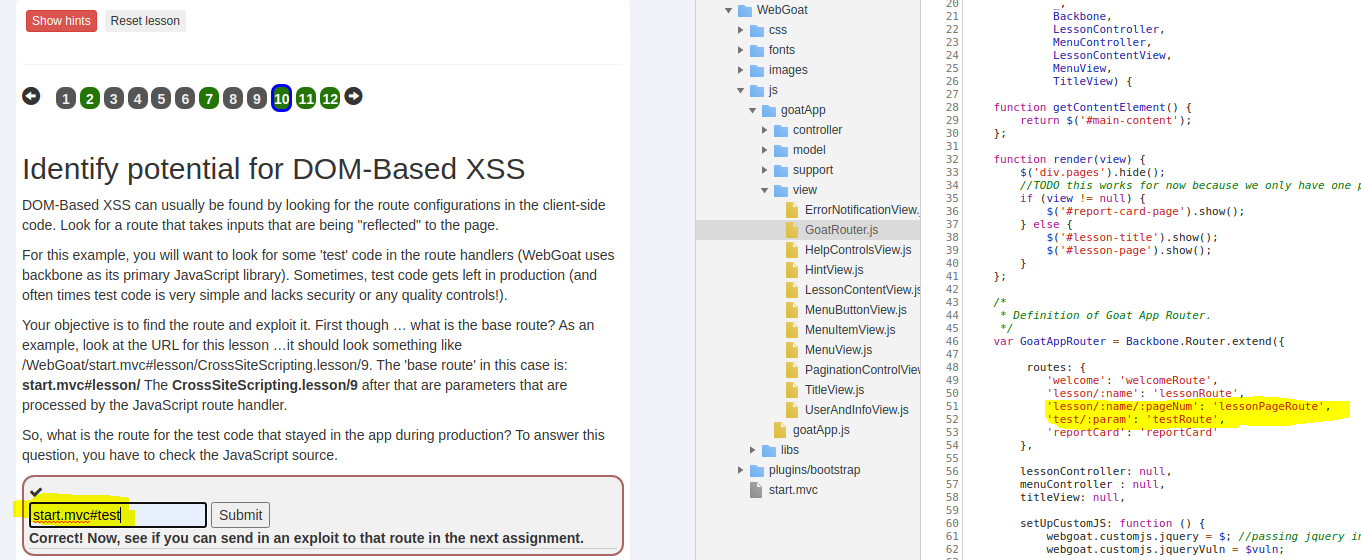 Show hints
Reset lesson
1 2 3 4 5 6 7 8 9 10 11 12
Identify potential for DOM-Based XSS
DOM-Based XSS can usually be found by looking for the route configurations in the client-side
code. Look for a route that takes inputs that are being "reflected" to the page.
For this example, you will want to look for some 'test' code in the route handlers (WebGoat uses
backbone as its primary JavaScript library). Sometimes, test code gets left in production (and
often times test code is very simple and lacks security or any quality controls!).
Your objective is to find the route and exploit it. First though … what is the base route? As an
example, look at the URL for this lesson …it should look something like
/WebGoat/start.mvc#lesson/CrossSiteScripting.lesson/9. The 'base route' in this case is:
start.mvc#lesson/ The CrossSiteScripting.lesson/9 after that are parameters that are
processed by the JavaScript route handler.
So, what is the route for the test code that stayed in the app during production? To answer this
question, you have to check the JavaScript source.
start.mvc#test
Submit
Correct! Now, see if you can send in an exploit to that route in the next assignment.
WebGoat
css
fonts
images
js
goatApp
controller
model
support
view
ErrorNotificationView.
GoatRouter.js
HelpControlsView.js
HintView.js
LessonContentView.js
MenuButtonView.js
MenuItemView.js
MenuView.js
PaginationControlView
TitleView.js
UserAndInfoView.js
goatApp.js
libs
plugins/bootstrap
start.mvc
20 _,
21 Backbone,
22 LessonController,
23 MenuController,
24 LessonContentView,
25 MenuView,
26 TitleView) {
27
28 function getContentElement() {
29 return $('#main-content');
30 };
31
32 function render(view) {
33 $('div.pages').hide();
34 //TODO this works for now because we only have one p
35 if (view != null) {
36 $('#report-card-page').show();
37 } else {
38 $('#lesson-title').show();
39 $('#lesson-page').show();
40 }
41 };
42
43 /*
44 * Definition of Goat App Router.
45 */
46 var GoatAppRouter = Backbone.Router.extend({
47
48 routes: {
49 'welcome': 'welcomeRoute',
50 'lesson/:name': 'lessonRoute',
51 'lesson/:name/:pageNum': 'lessonPageRoute',
52 'test/:param': 'testRoute',
53 'reportCard': 'reportCard'
54 },
55
56 lessonController: null,
57 menuController : null,
58 titleView: null,
59
60 setUpCustomJS: function () {
61 webgoat.customjs.jquery = $; //passing jquery in
62 webgoat.customjs.jqueryVuln = $vuln;